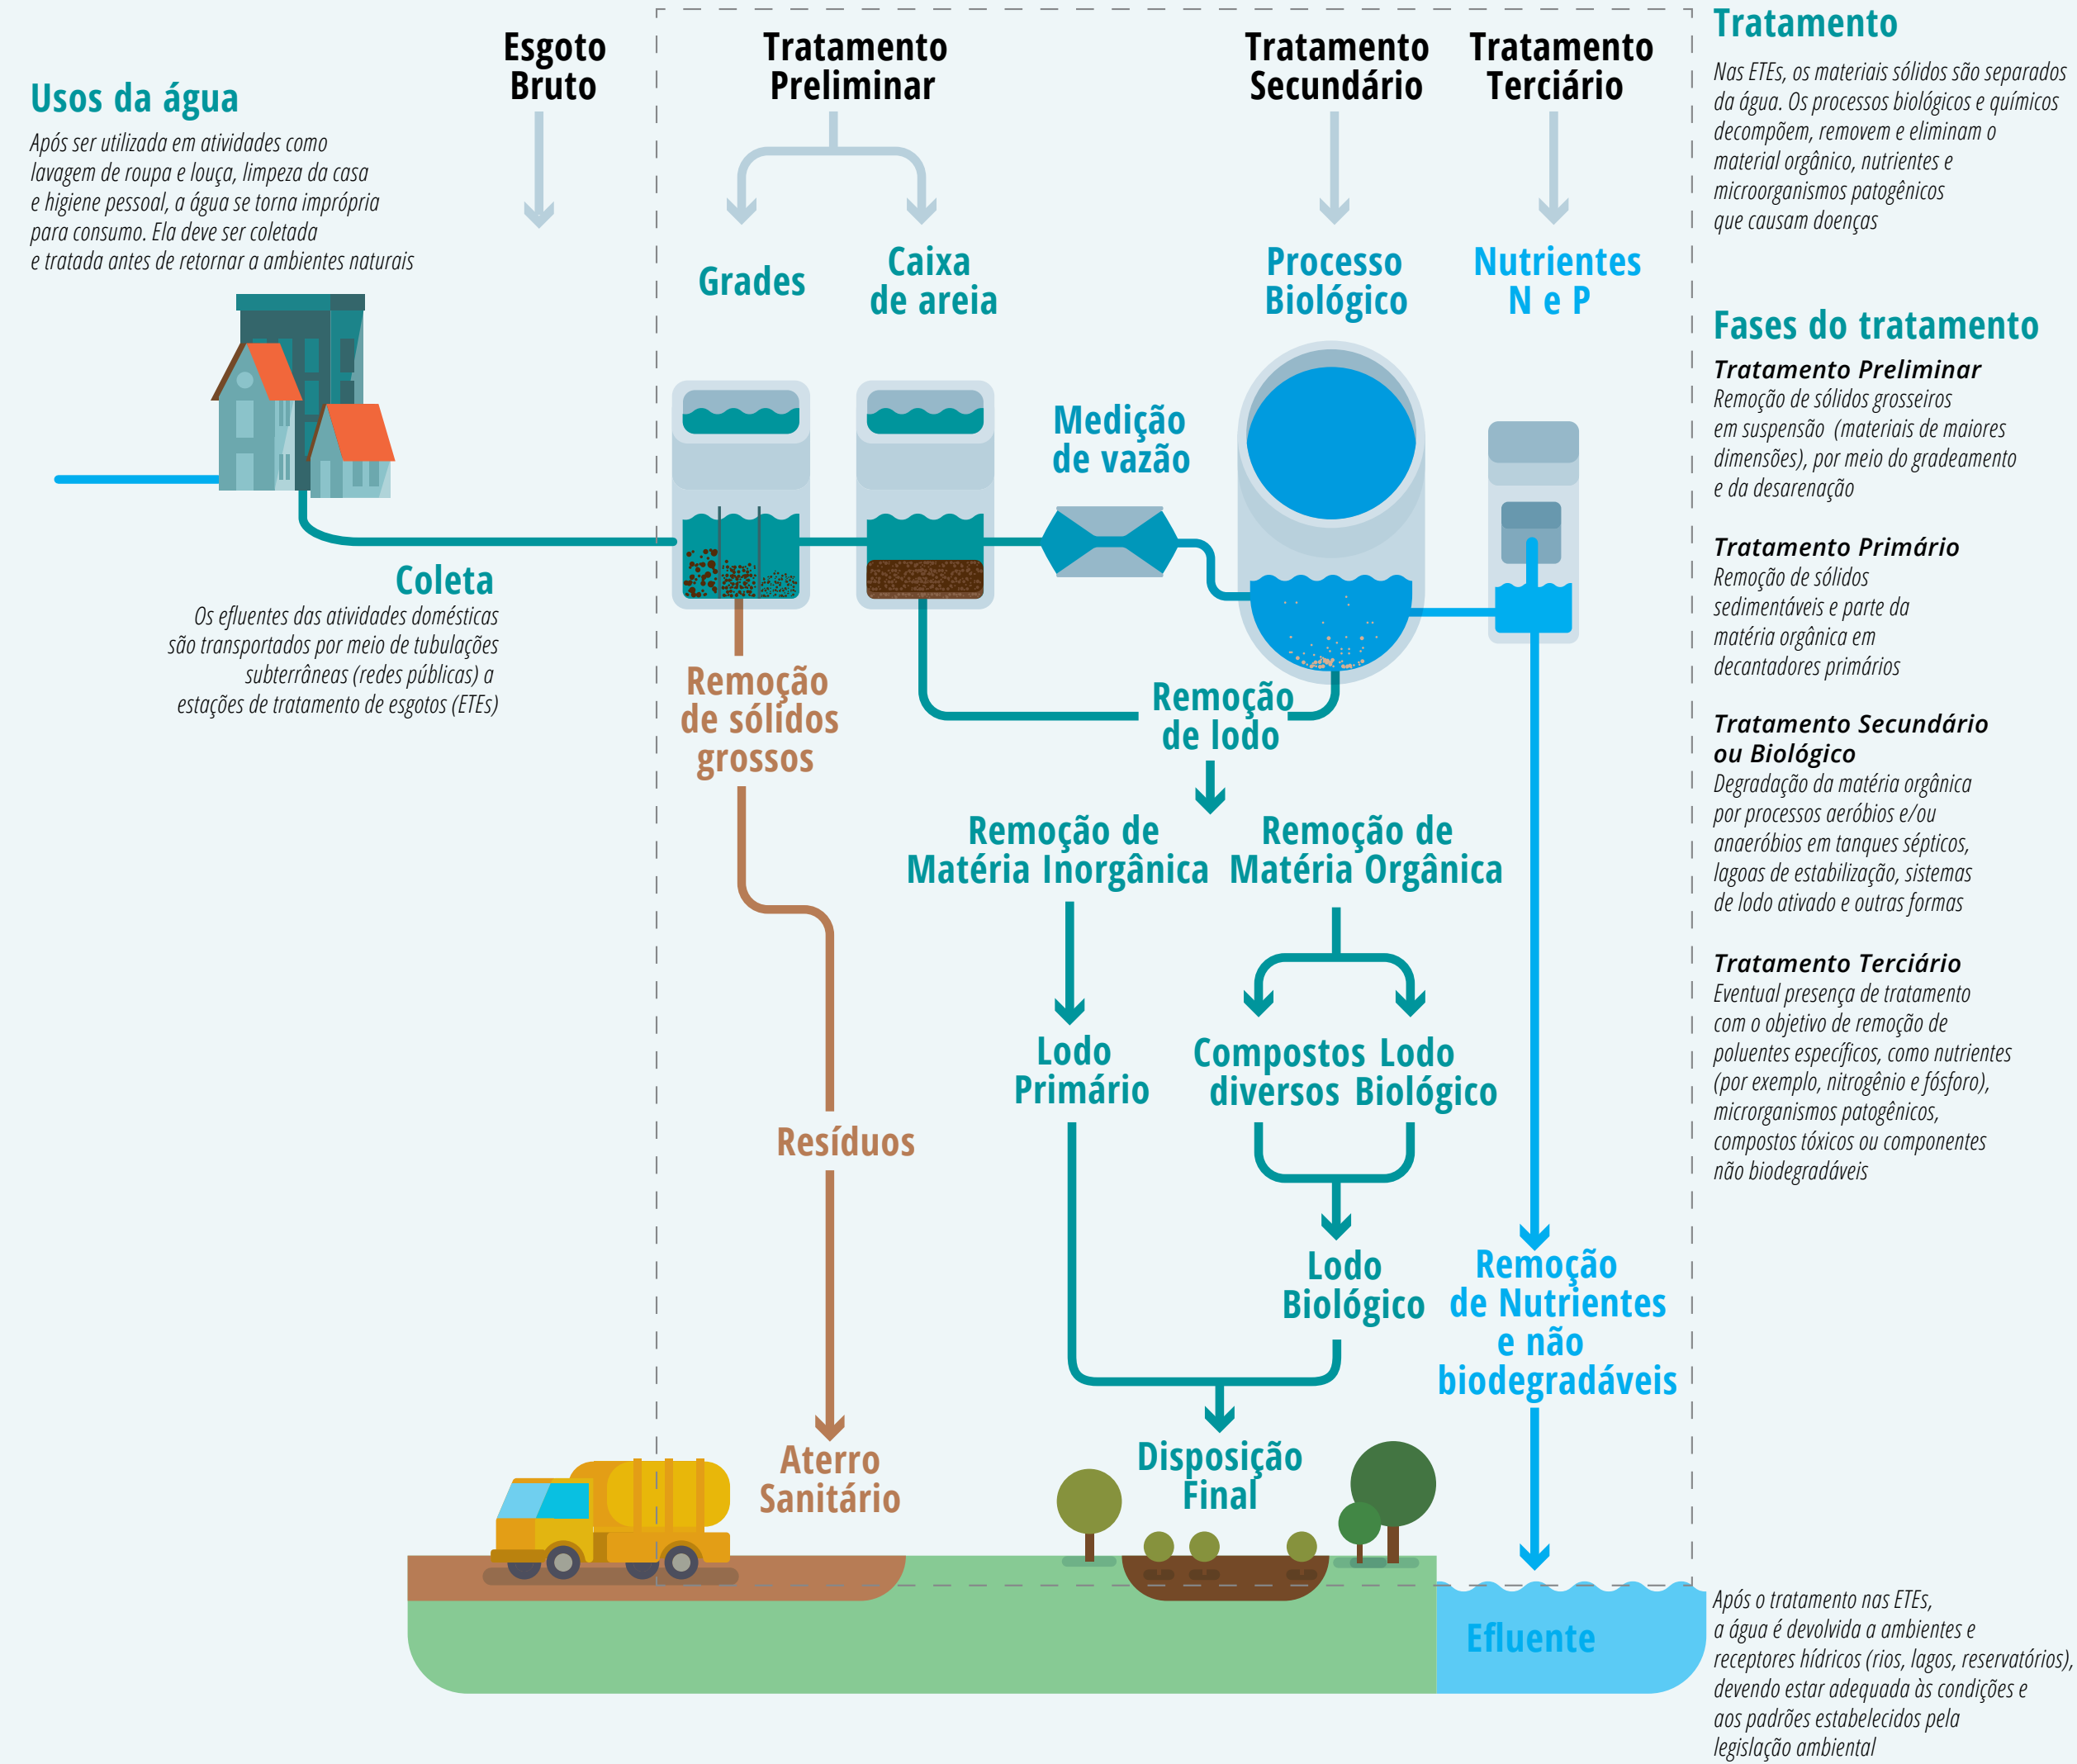 Usos da água
Após ser utilizada em atividades como
lavagem de roupa e louça, limpeza da casa
e higiene pessoal, a água se torna imprópria
para consumo. Ela deve ser coletada
e tratada antes de retornar a ambientes naturais
Coleta
Os efluentes das atividades domésticas
são transportados por meio de tubulações
subterrâneas (redes públicas) a
estações de tratamento de esgotos (ETEs)
Esgoto
Bruto
Tratamento
Preliminar
Tratamento
Secundário
Tratamento
Terciário
Grades
Caixa
de areia
Processo
Biológico
Nutrientes
N e P
Medição
de vazão
Remoção
de sólidos
grossos
Remoção
de lodo
Remoção de
Matéria Inorgânica
Remoção de
Matéria Orgânica
Lodo
Primário
Compostos
diversos
Lodo
Biológico
Resíduos
Lodo
Biológico
Remoção
de Nutrientes
e não
biodegradáveis
Aterro
Sanitário
Disposição
Final
Efluente
Tratamento
Nas ETEs, os materiais sólidos são separados
da água. Os processos biológicos e químicos
decompõem, removem e eliminam o
material orgânico, nutrientes e
microorganismos patogênicos
que causam doenças
Fases do tratamento
Tratamento Preliminar
Remoção de sólidos grosseiros
em suspensão (materiais de maiores
dimensões), por meio do gradeamento
e da desarenação
Tratamento Primário
Remoção de sólidos
sedimentáveis e parte da
matéria orgânica em
decantadores primários
Tratamento Secundário
ou Biológico
Degradação da matéria orgânica
por processos aeróbios e/ou
anaeróbios em tanques sépticos,
lagoas de estabilização, sistemas
de lodo ativado e outras formas
Tratamento Terciário
Eventual presença de tratamento
com o objetivo de remoção de
poluentes específicos, como nutrientes
(por exemplo, nitrogênio e fósforo),
microrganismos patogênicos,
compostos tóxicos ou componentes
não biodegradáveis
Após o tratamento nas ETEs,
a água é devolvida a ambientes e
receptores hídricos (rios, lagos, reservatórios),
devendo estar adequada às condições e
aos padrões estabelecidos pela
legislação ambiental